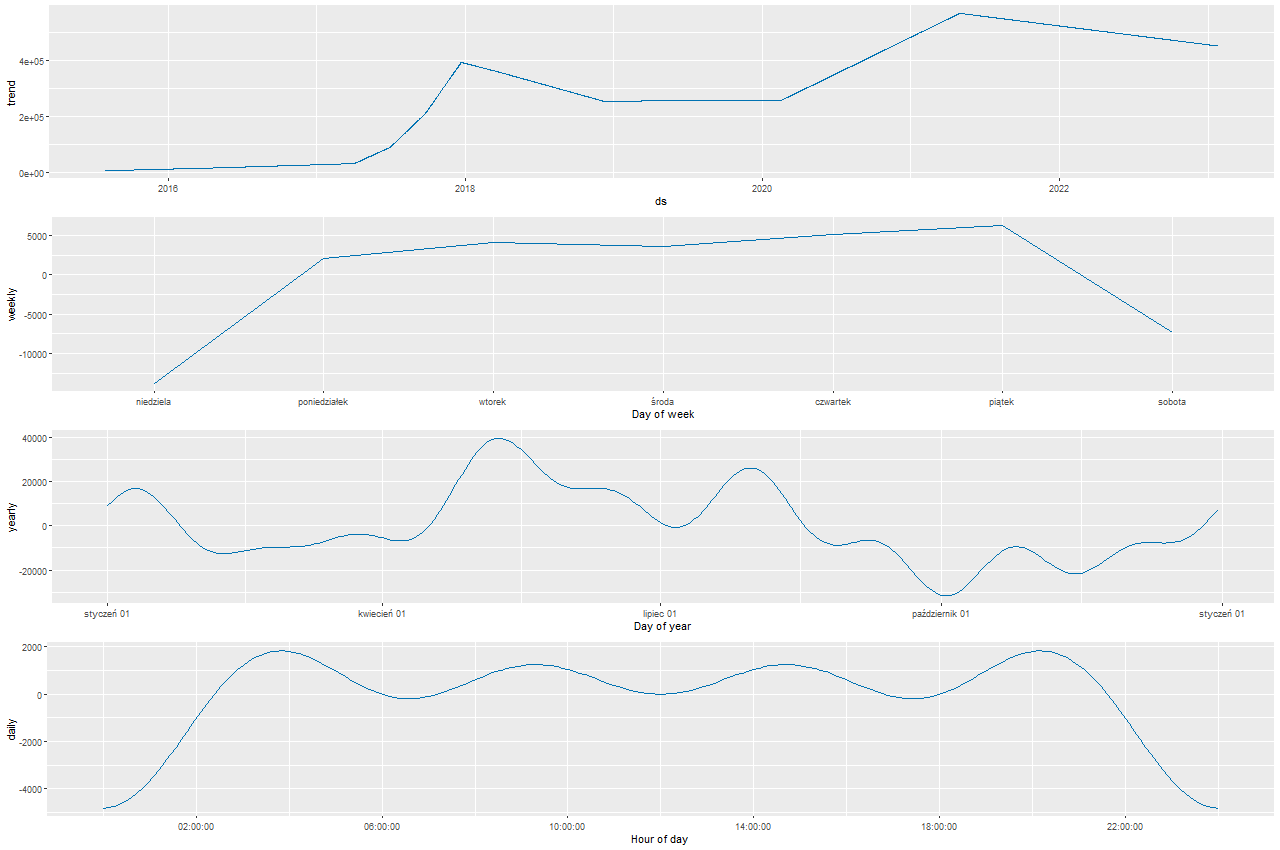 trend
4e+05
2e+05
0e+00
2016 2018 2020 2022
ds
weekly
5000
0
-5000
-10000
niedziela poniedziałek wtorek środa czwartek piątek sobota
Day of week
yearly
40000
20000
0
-20000
styczeń 01 kwiecień 01 lipiec 01 październik 01 styczeń 01
Day of year
daily
2000
0
-2000
-4000
02:00:00 06:00:00 10:00:00 14:00:00 18:00:00 22:00:00
Hour of day